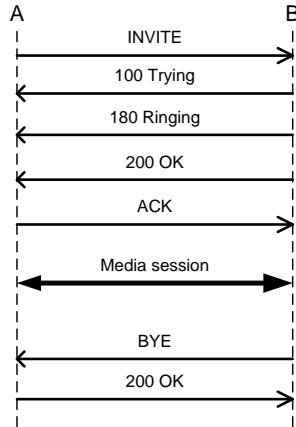 A B
INVITE
100 Trying
180 Ringing
200 OK
ACK
Media session
BYE
200 OK